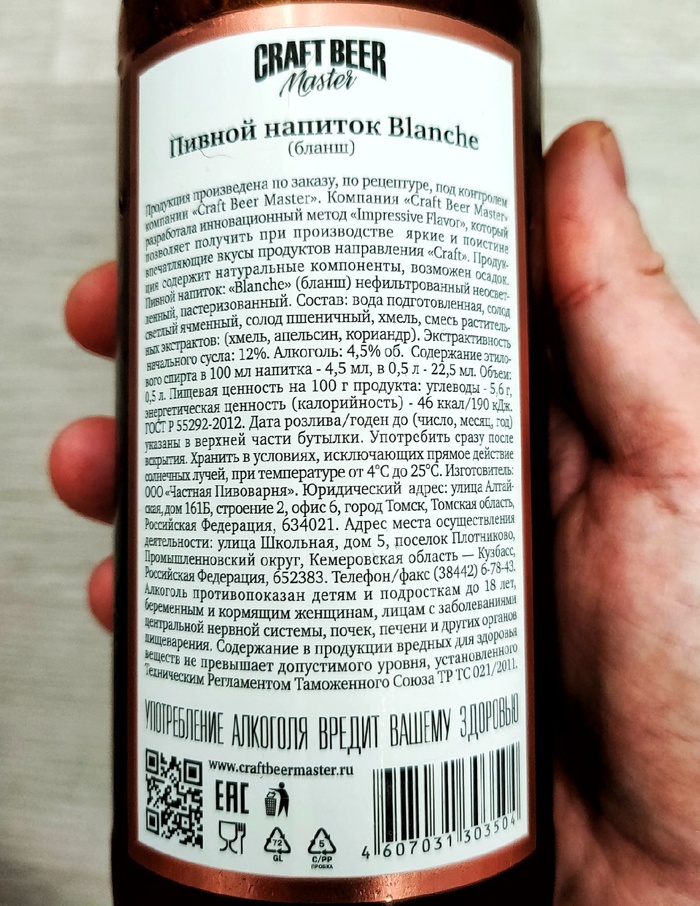 CRAFT BEER
Master
Пивной напиток Blanche
(бланш)
Продукция произведена по заказу, по рецептуре, под контролем
компании «Craft Beer Master». Компания «Craft Beer Master»
разработала инновационный метод «Impressive Flavor», который
позволяет получить при производстве яркие и поистине
впечатляющие вкусы продуктов направления «Craft». Продук-
ция содержит натуральные компоненты, возможен осадок.
Пивной напиток: «Blanche» (бланш) нефильтрованный неосвет-
ленный, пастеризованный. Состав: вода подготовленная, солод
светлый ячменный, солод пшеничный, хмель, смесь раститель-
ных экстрактов: (хмель, апельсин, кориандр). Экстрактивность
начального сусла: 12%. Алкоголь: 4,5% об. Содержание этило-
вого спирта в 100 мл напитка - 4,5 мл, в 0,5 л - 22,5 мл. Объем:
0,5 л. Пищевая ценность на 100 г продукта: углеводы - 5,6 г,
энергетическая ценность (калорийность) - 46 ккал/190 кДж.
ГОСТ Р 55292-2012. Дата розлива/годен до (число, месяц, год)
указаны в верхней части бутылки. Употребить сразу после
вскрытия. Хранить в условиях, исключающих прямое действие
солнечных лучей, при температуре от 4°С до 25°С. Изготовитель:
ООО «Частная Пивоварня». Юридический адрес: улица Алтай-
ская, дом 161Б, строение 2, офис 6, город Томск, Томская область,
Российская Федерация, 634021. Адрес места осуществления
деятельности: улица Школьная, дом 5, поселок Плотниково,
Промышленновский округ, Кемеровская область — Кузбасс,
Российская Федерация, 652383. Телефон/факс (38442) 6-78-43.
Алкоголь противопоказан детям и подросткам до 18 лет,
беременным и кормящим женщинам, лицам с заболеваниями
центральной нервной системы, почек, печени и других органов
пищеварения. Содержание в продукции вредных для здоровья
веществ не превышает допустимого уровня, установленного
Техническим Регламентом Таможенного Союза ТР ТС 021/2011.
УПОТРЕБЛЕНИЕ АЛКОГОЛЯ ВРЕДИТ ВАШЕМУ ЗДОРОВЬЮ
www.craftbeermaster.ru
EAC
72
GL
5
C/PP
ПРОБКА
4 607031 303504